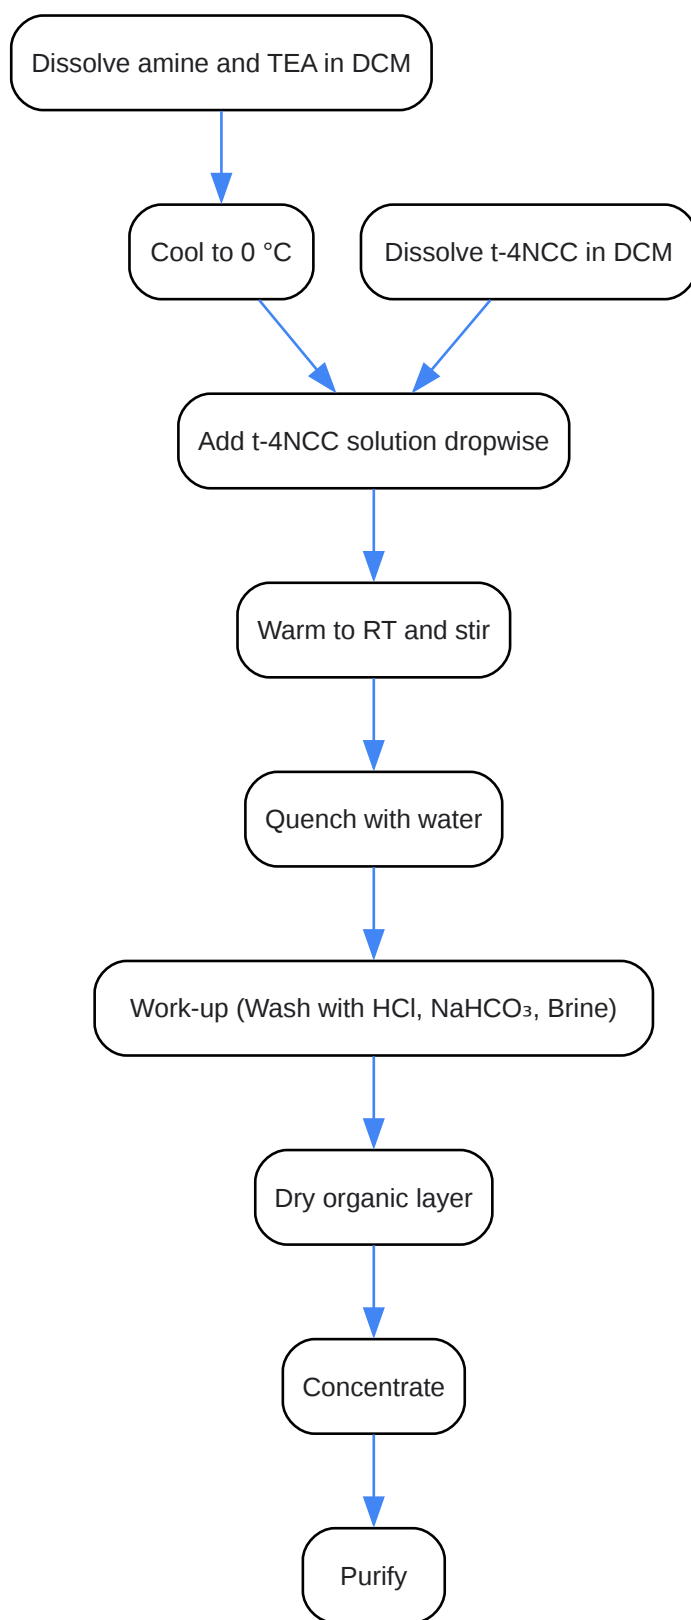 Dissolve amine and TEA in DCM
Cool to 0 °C
Dissolve t-4NCC in DCM
Add t-4NCC solution dropwise
Warm to RT and stir
Quench with water
Work-up (Wash with HCl, NaHCO₃, Brine)
Dry organic layer
Concentrate
Purify